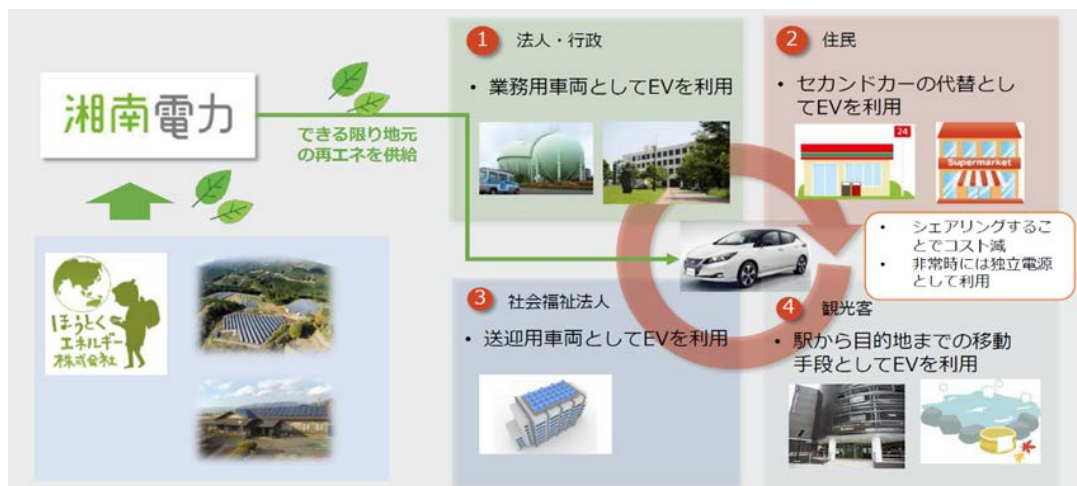 湘南電力
できる限り地元
の再エネを供給
ほうとく
エネルギー
株式会社
1 法人・行政
• 業務用車両としてEVを利用
2 住民
• セカンドカーの代替とし
てEVを利用
24
Supermarket
• シェアリングするこ
とでコスト減
• 非常時には独立電源
として利用
3 社会福祉法人
• 送迎用車両としてEVを利用
4 観光客
• 駅から目的地までの移動
手段としてEVを利用